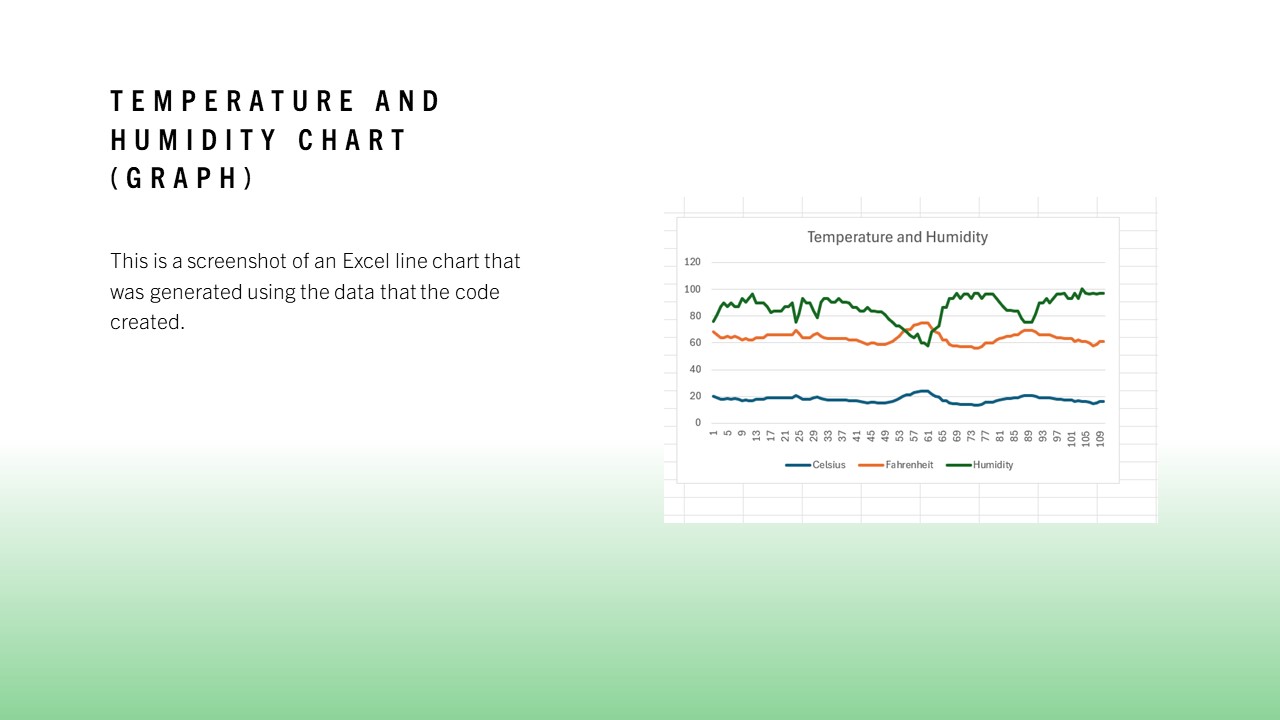 TEMPERATURE AND
HUMIDITY CHART
(GRAPH)
This is a screenshot of an Excel line chart that
was generated using the data that the code
created.
Temperature and Humidity
120
100
80
60
40
20
0
1 5 9 13 17 21 25 29 33 37 41 45 49 53 57 61 65 69 73 77 81 85 89 93 97 101 105 109
Celsius Fahrenheit Humidity